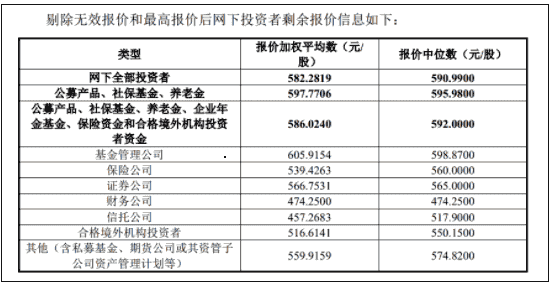 剔除无效报价和最高报价后网下投资者剩余报价信息如下：
类型 报价加权平均数（元/股） 报价中位数（元/股）
网下全部投资者 582.2819 590.9900
公募产品、社保基金、养老金 597.7706 595.9800
公募产品、社保基金、养老金、企业年
金基金、保险资金和合格境外机构投资
者资金 586.0240 592.0000
基金管理公司 605.9154 598.8700
保险公司 539.4263 560.0000
证券公司 566.7531 565.0000
财务公司 474.2500 474.2500
信托公司 457.2683 517.9000
合格境外机构投资者 516.6141 550.1500
其他（含私募基金、期货公司或其资管子
公司资产管理计划等） 559.9159 574.8200